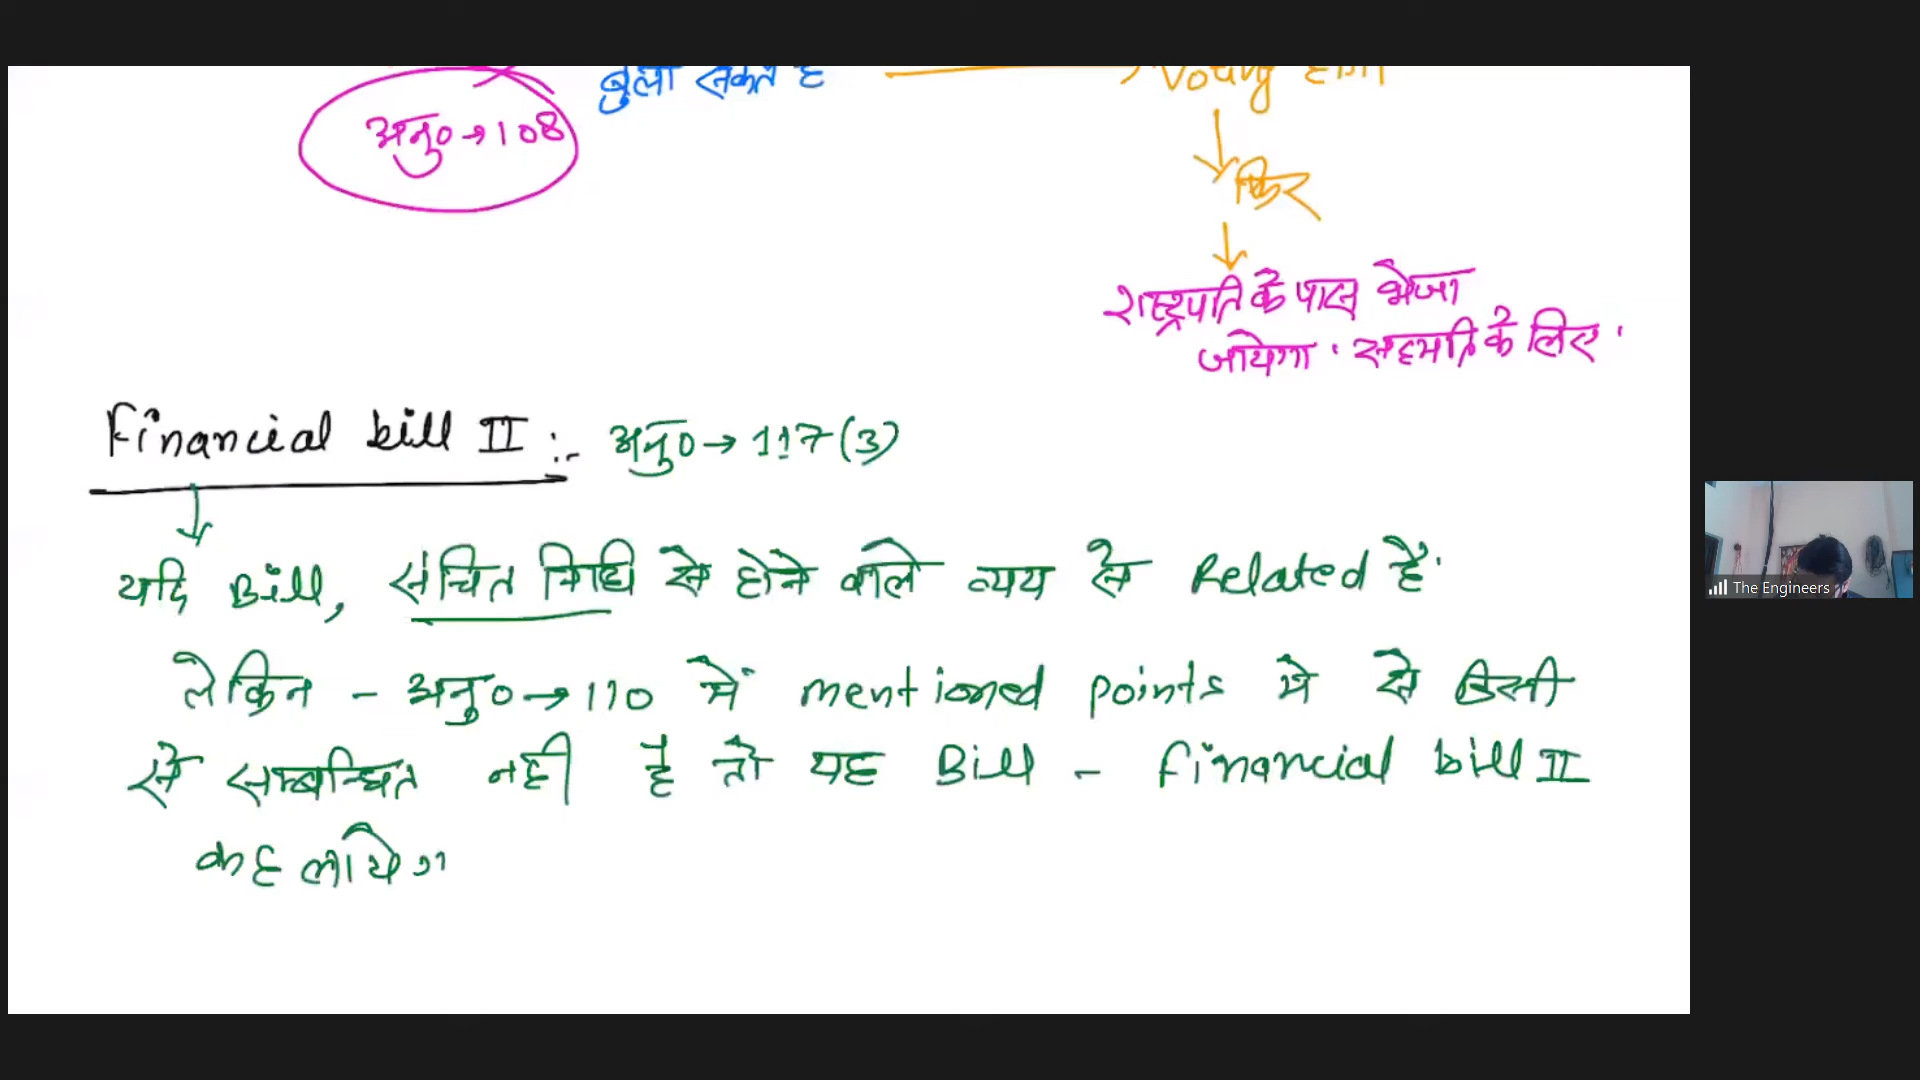 बुला सकते है → Voting होगी
अनु० → 108
फिर
राष्ट्रपति के पास भेजा
जायेगा · सहमति के लिए ·
Financial bill II :- अनु० → 117(3)
यदि Bill, संचित निधि से होने वाले व्यय से Related है·
लेकिन - अनु० → 110 में mentioned points मे से किसी
से सम्बन्धित नही है तो यह Bill - Financial bill II
कहलायेग
The Engineers